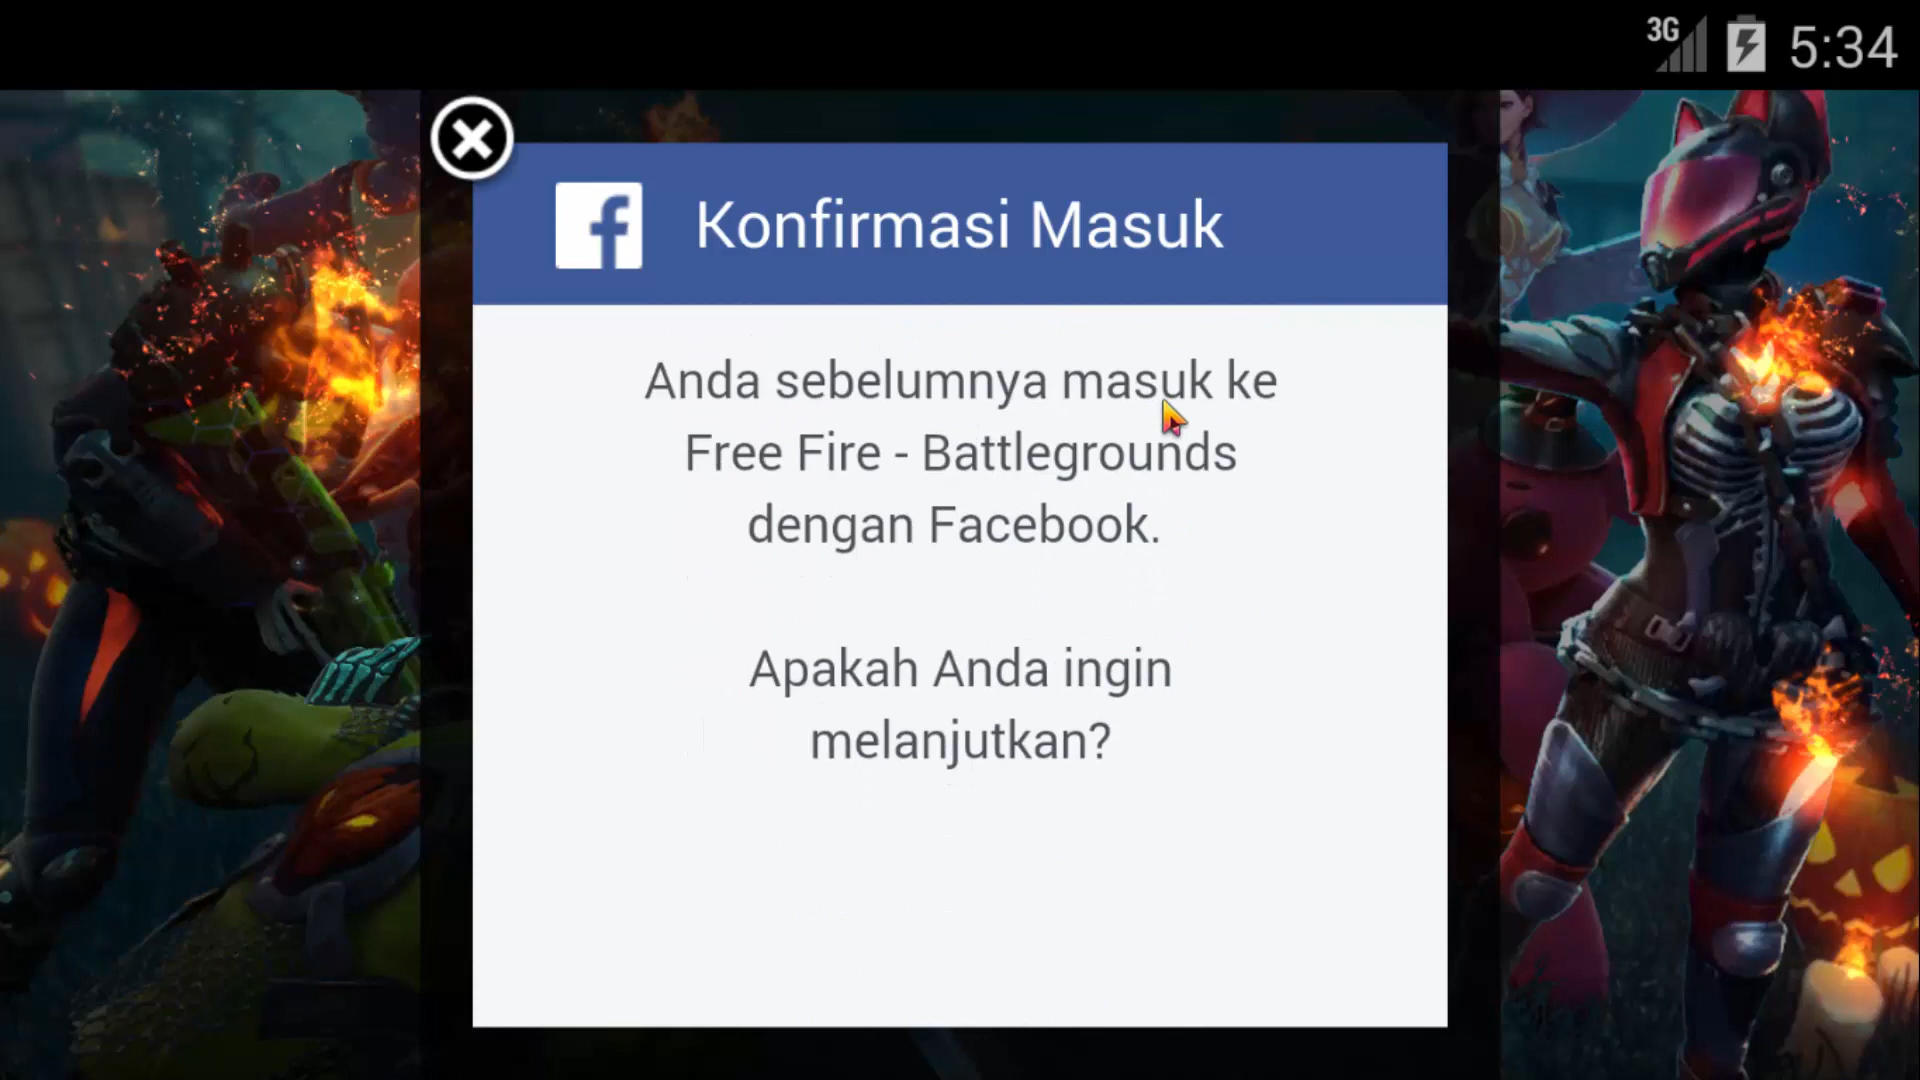 3G 5:34
f Konfirmasi Masuk
Anda sebelumnya masuk ke
Free Fire - Battlegrounds
dengan Facebook.
Apakah Anda ingin
melanjutkan?